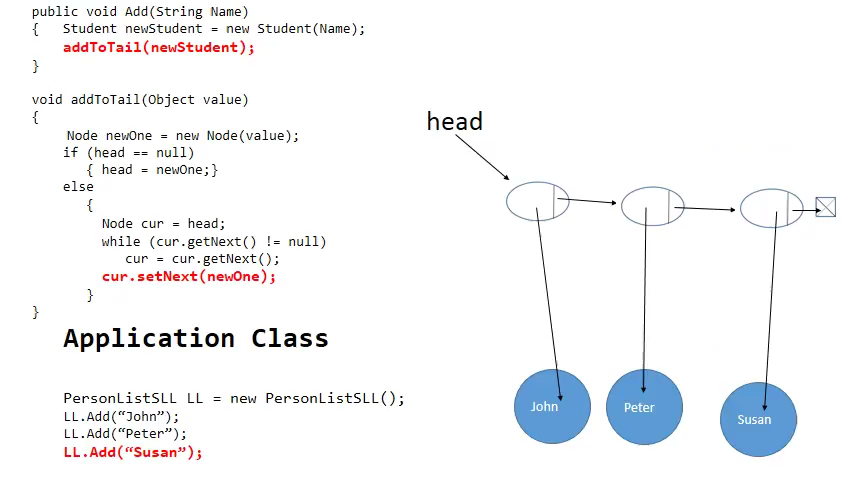 public void Add(String Name)
{   Student newStudent = new Student(Name);
    addToTail(newStudent);
}
void addToTail(Object value)
{
    Node newOne = new Node(value);
    if (head == null)
       { head = newOne;}
    else
       {
         Node cur = head;
         while (cur.getNext() != null)
            cur = cur.getNext();
         cur.setNext(newOne);
       }
}
head
John
Peter
Susan
Application Class
PersonListSLL LL = new PersonListSLL();
LL.Add(“John”);
LL.Add(“Peter”);
LL.Add(“Susan”);